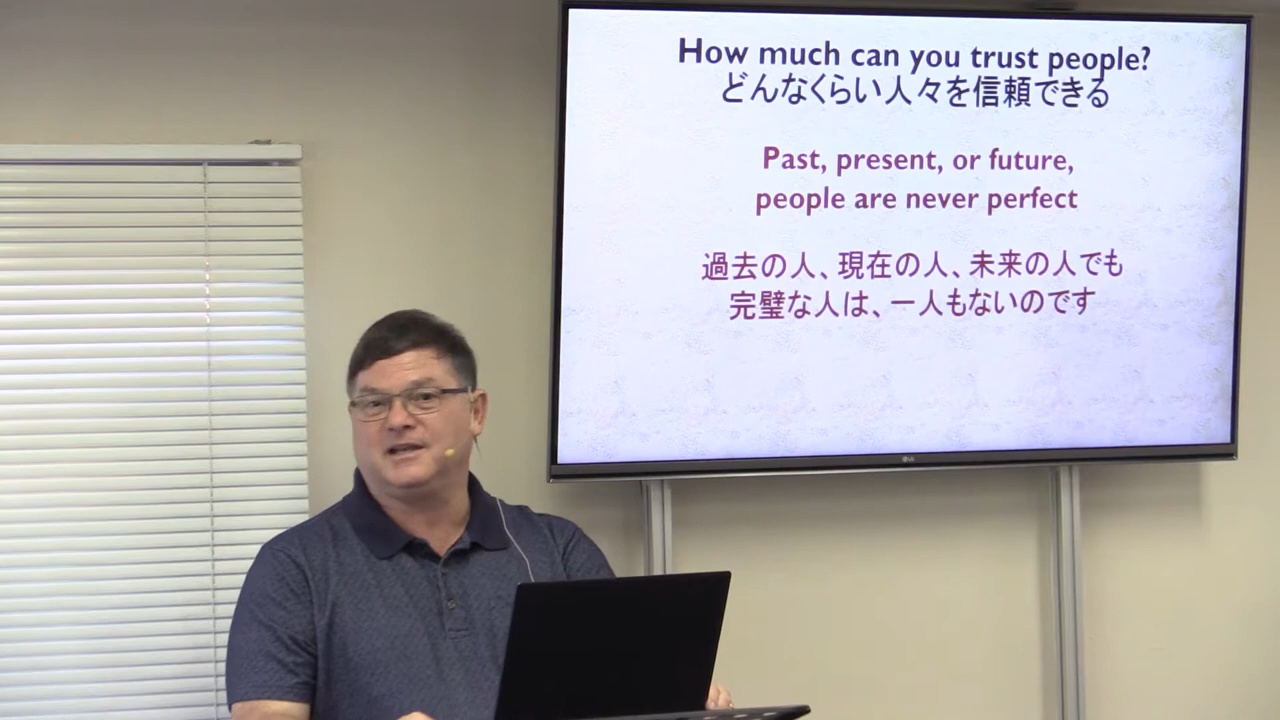 How much can you trust people?
どんなくらい人々を信頼できる
Past, present, or future,
people are never perfect
過去の人、現在の人、未来の人でも
完璧な人は、一人もないのです
LG